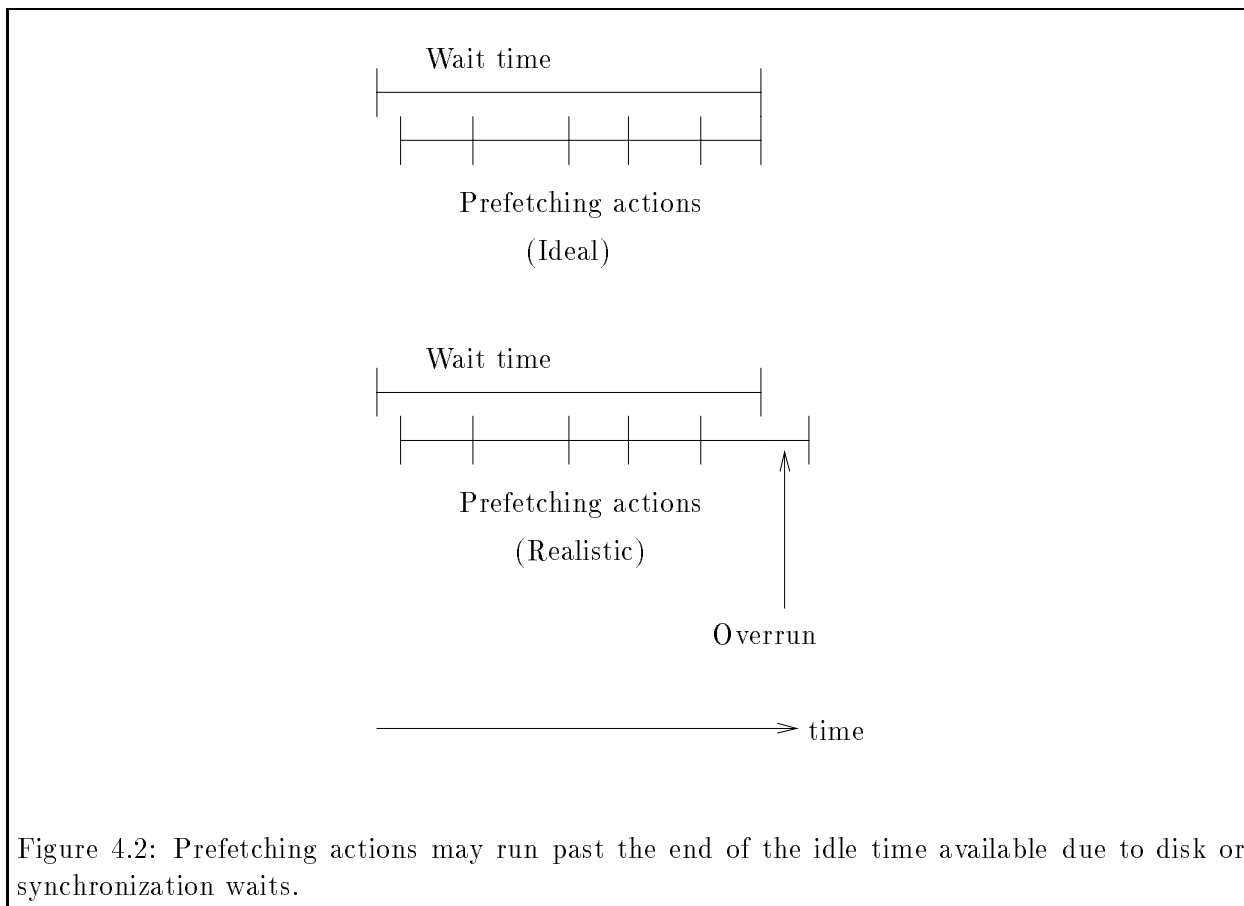 Wait time
Prefetching actions
(Ideal)
Wait time
Prefetching actions
(Realistic)
Overrun
time
Figure 4.2: Prefetching actions may run past the end of the idle time available due to disk or
synchronization waits.